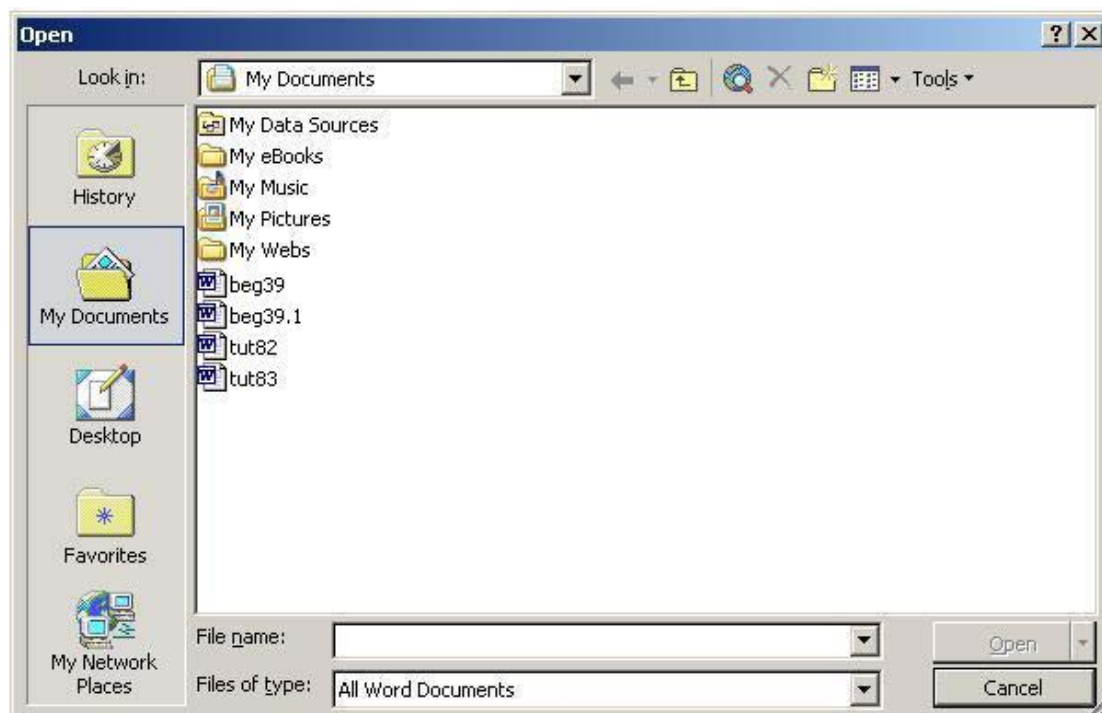 Open
Look in:
My Documents
Tools
History
My Documents
Desktop
Favorites
My Network
Places
My Data Sources
My eBooks
My Music
My Pictures
My Webs
beg39
beg39.1
tut82
tut83
File name:
Open
Files of type:
All Word Documents
Cancel